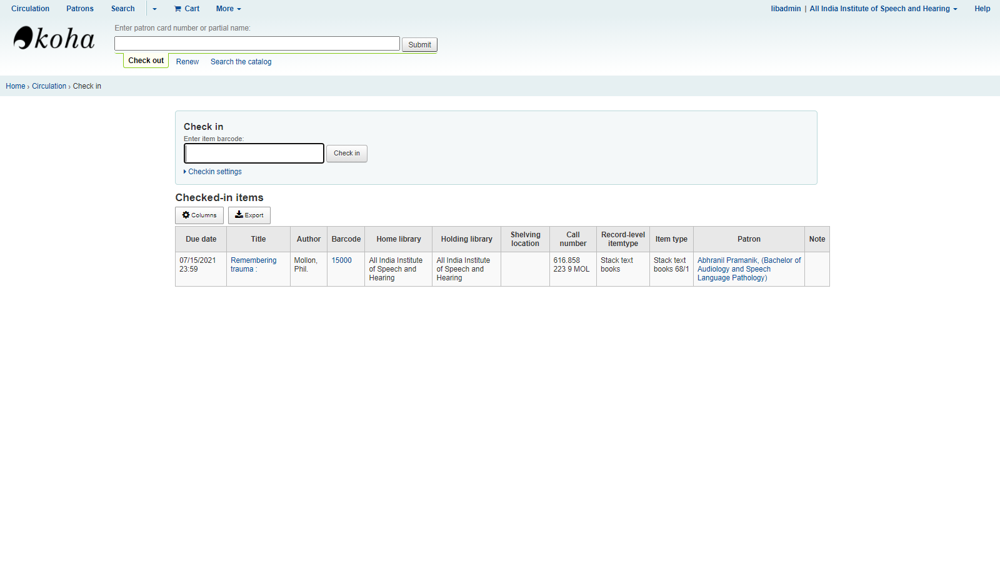 Circulation Patrons Search Cart More libadmin | All India Institute of Speech and Hearing Help
koha
Enter patron card number or partial name:
Submit
Check out Renew Search the catalog
Home › Circulation › Check in
Check in
Enter item barcode:
Check in
Checkin settings
Checked-in items
Columns Export
Due date Title Author Barcode Home library Holding library Shelving location Call number Record-level itemtype Item type Patron Note
07/15/2021 23:59 Remembering trauma : Mollon, Phil. 15000 All India Institute of Speech and Hearing All India Institute of Speech and Hearing 616.858 223 9 MOL Stack text books Stack text books 68/1 Abhranil Pramanik, (Bachelor of Audiology and Speech Language Pathology)